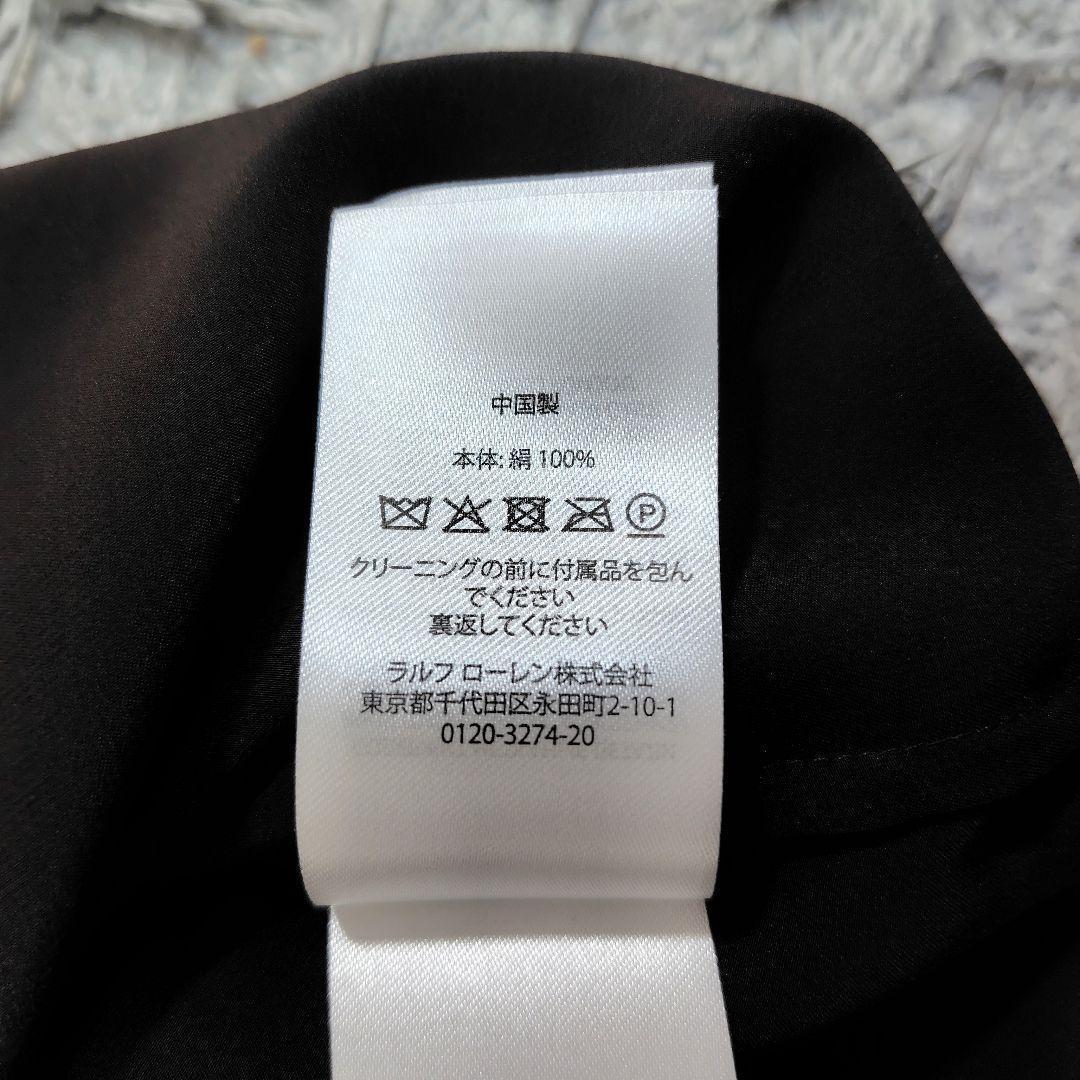 中国製
本体: 絹 100%
P
クリーニングの前に付属品を包ん
でください
裏返してください
ラルフ ローレン株式会社
東京都千代田区永田町2-10-1
0120-3274-20